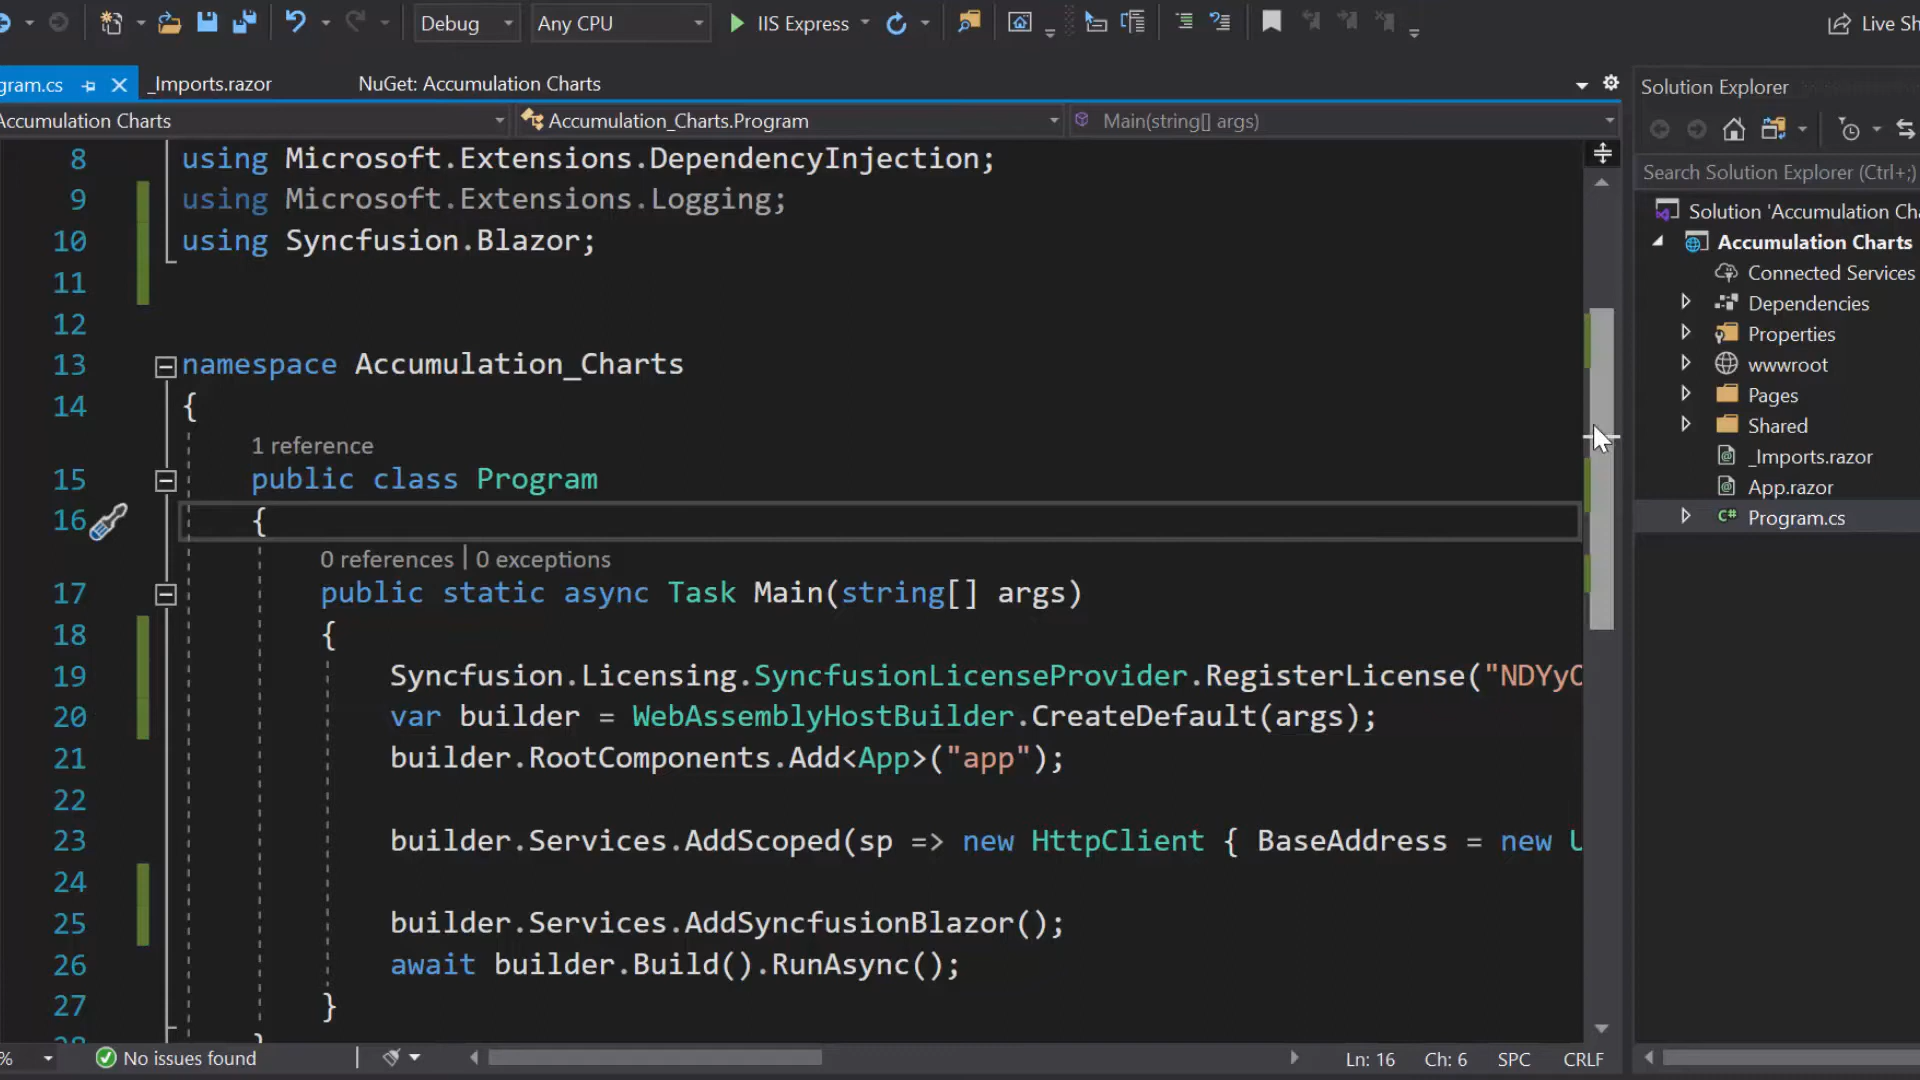 Debug
Any CPU
IIS Express
Live Sh
gram.cs
_Imports.razor
NuGet: Accumulation Charts
Accumulation Charts
Accumulation_Charts.Program
Main(string[] args)
8 using Microsoft.Extensions.DependencyInjection;
9 using Microsoft.Extensions.Logging;
10 using Syncfusion.Blazor;
11
12
13 namespace Accumulation_Charts
14 {
1 reference
15 public class Program
16 {
0 references | 0 exceptions
17 public static async Task Main(string[] args)
18 {
19 Syncfusion.Licensing.SyncfusionLicenseProvider.RegisterLicense("NDYyO
20 var builder = WebAssemblyHostBuilder.CreateDefault(args);
21 builder.RootComponents.Add<App>("app");
22
23 builder.Services.AddScoped(sp => new HttpClient { BaseAddress = new U
24
25 builder.Services.AddSyncfusionBlazor();
26 await builder.Build().RunAsync();
27 }
28 }
%
No issues found
Ln: 16
Ch: 6
SPC
CRLF
Solution Explorer
Search Solution Explorer (Ctrl+;)
Solution 'Accumulation Cha
Accumulation Charts
Connected Services
Dependencies
Properties
wwwroot
Pages
Shared
_Imports.razor
App.razor
C# Program.cs